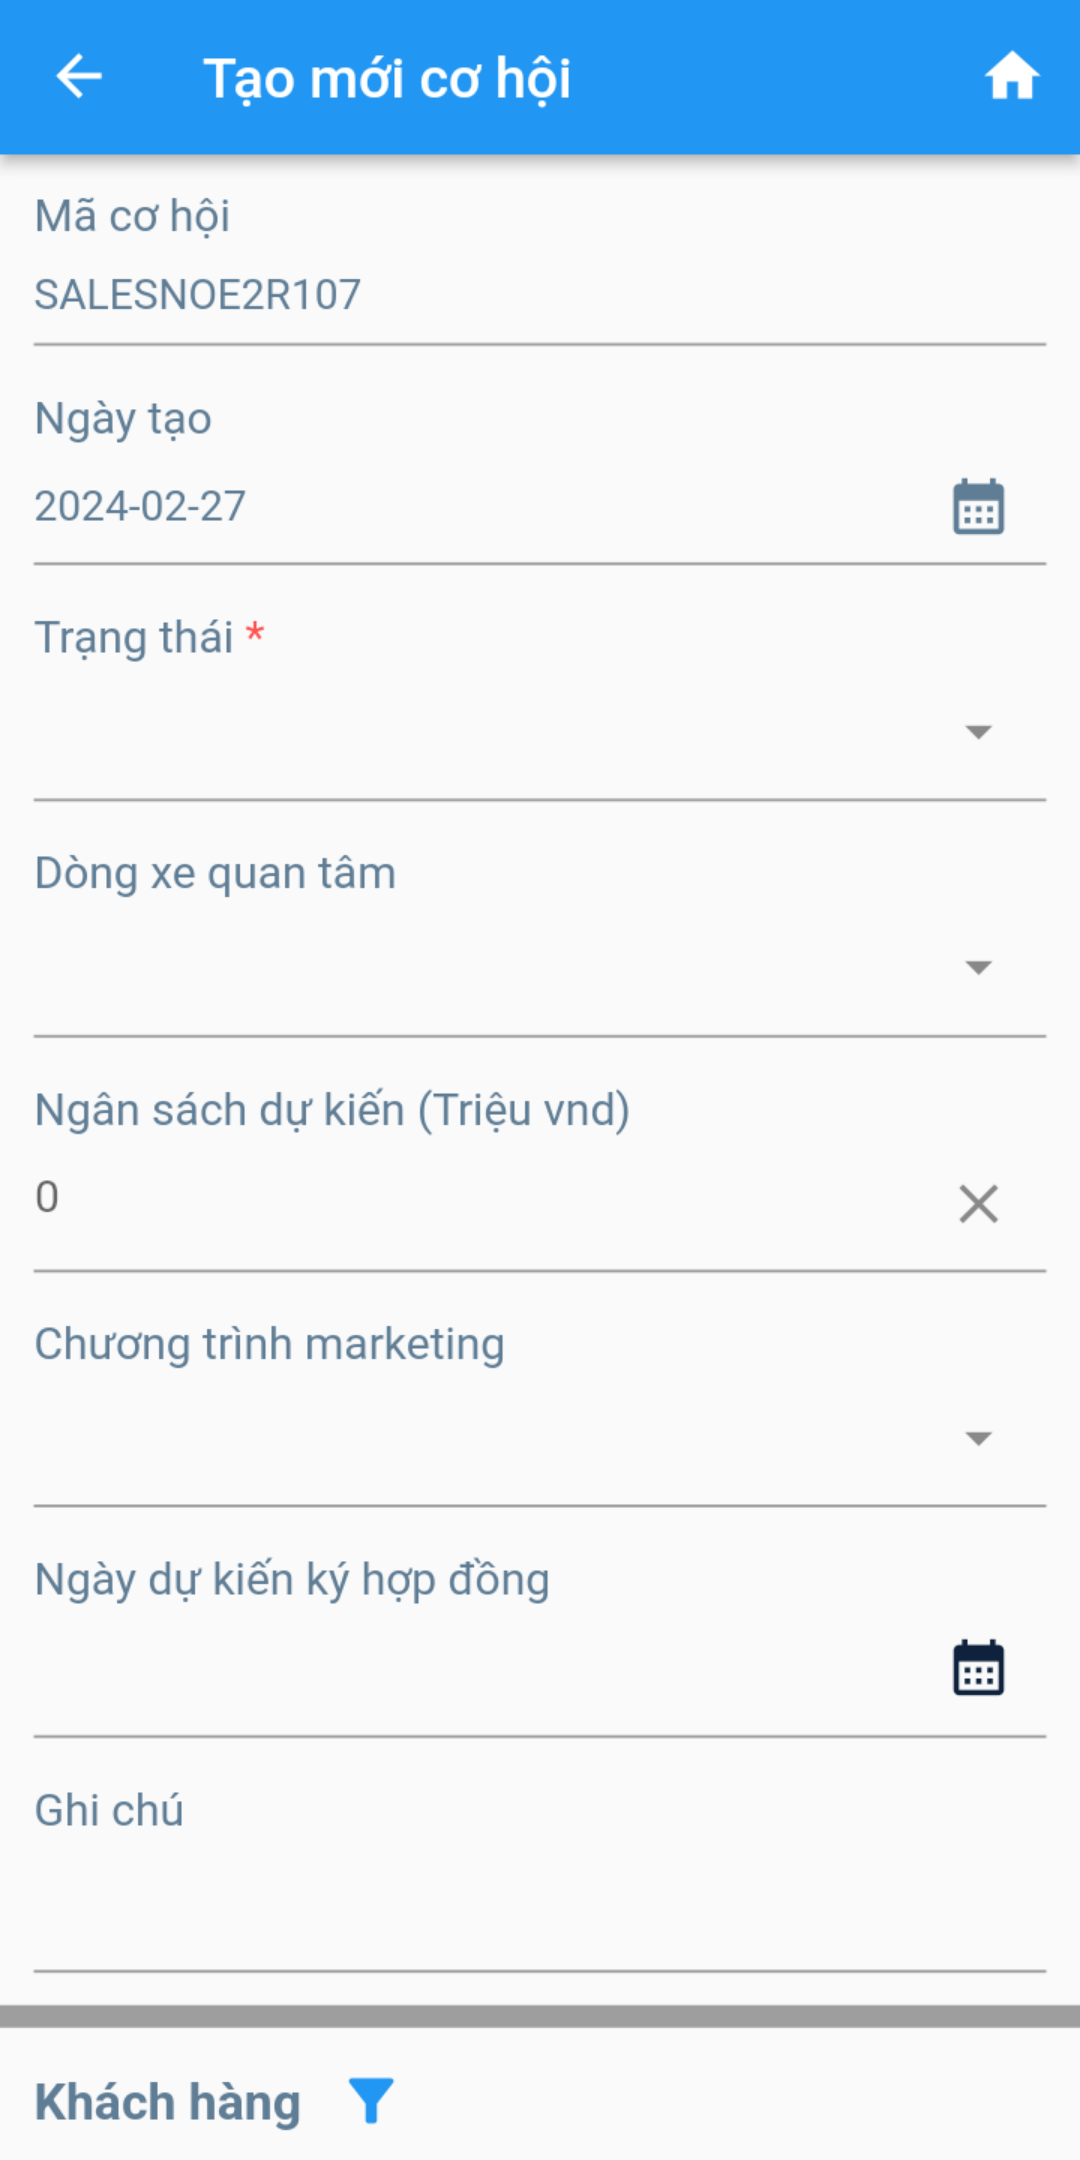 Tạo mới cơ hội
Mã cơ hội
SALESNOE2R107
Ngày tạo
2024-02-27
Trạng thái *
Dòng xe quan tâm
Ngân sách dự kiến (Triệu vnd)
0
Chương trình marketing
Ngày dự kiến ký hợp đồng
Ghi chú
Khách hàng